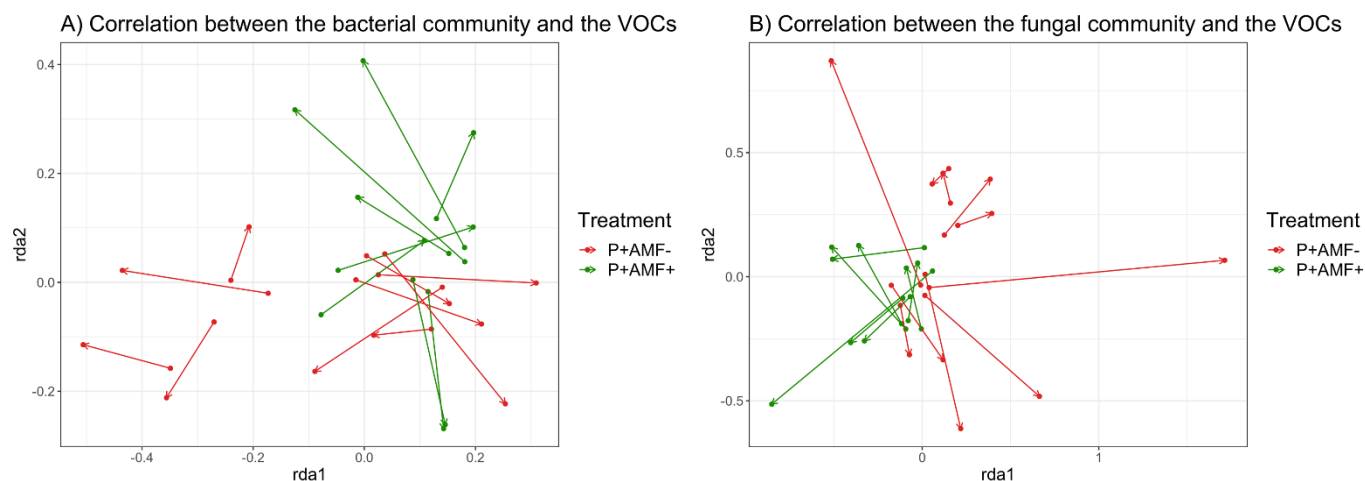 A) Correlation between the bacterial community and the VOCs
0.4
0.2
0.0
-0.2
rda2
-0.4
-0.2
0.0
0.2
rda1
Treatment
P+AMF-
P+AMF+
B) Correlation between the fungal community and the VOCs
0.5
0.0
-0.5
rda2
0
1
rda1
Treatment
P+AMF-
P+AMF+